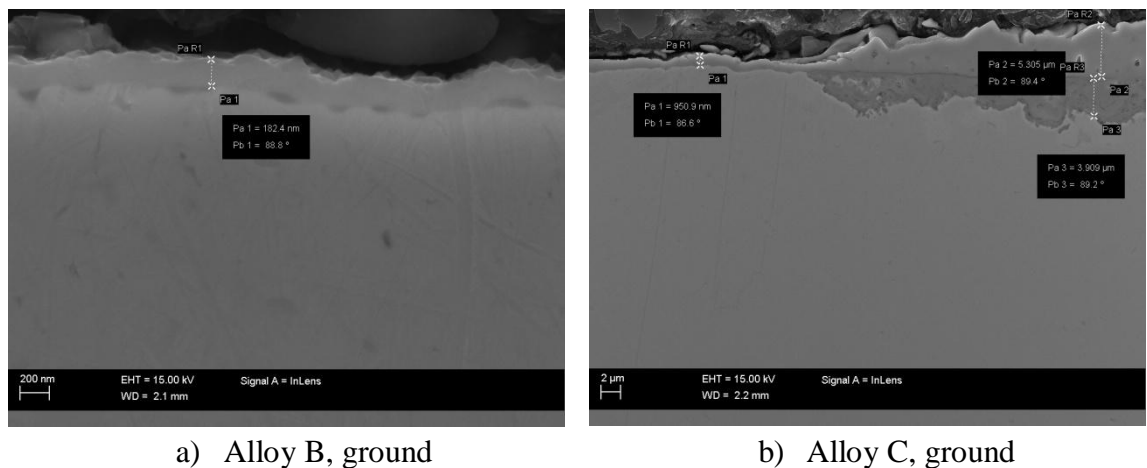 Pa R1
Pa 1
Pa 1 = 182.4 nm
Pb 1 = 88.8 °
200 nm
EHT = 15.00 kV
WD = 2.1 mm
Signal A = InLens
a) Alloy B, ground
Pa R2
Pa R1
Pa 1
Pa 2 = 5.305 µm
Pb 2 = 89.4 °
Pa R3
Pa 2
Pa 1 = 950.9 nm
Pb 1 = 86.6 °
Pa 3
Pa 3 = 3.909 µm
Pb 3 = 89.2 °
2 µm
EHT = 15.00 kV
WD = 2.2 mm
Signal A = InLens
b) Alloy C, ground